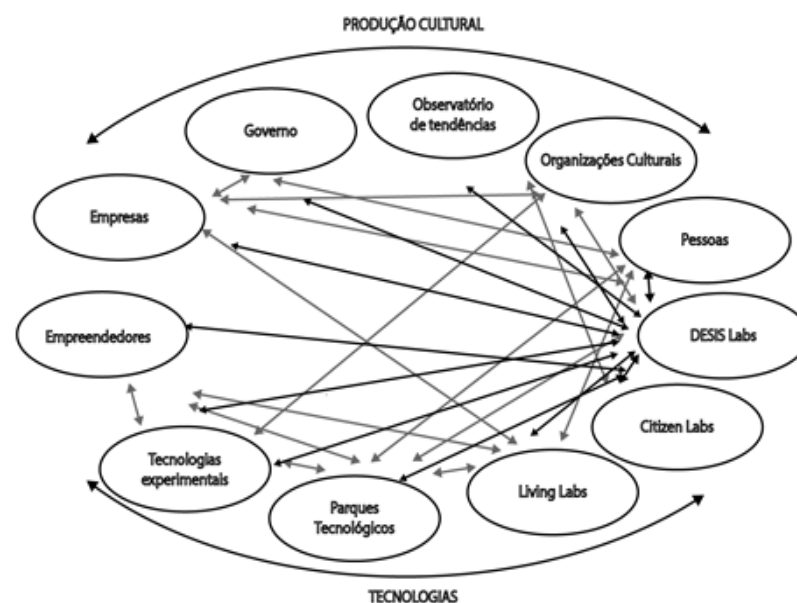 PRODUÇÃO CULTURAL
Observatório
de tendências
Governo
Organizações Culturais
Empresas
Pessoas
Empreendedores
DESIS Labs
Citizen Labs
Tecnologias
experimentais
Living Labs
Parques
Tecnológicos
TECNOLOGIAS